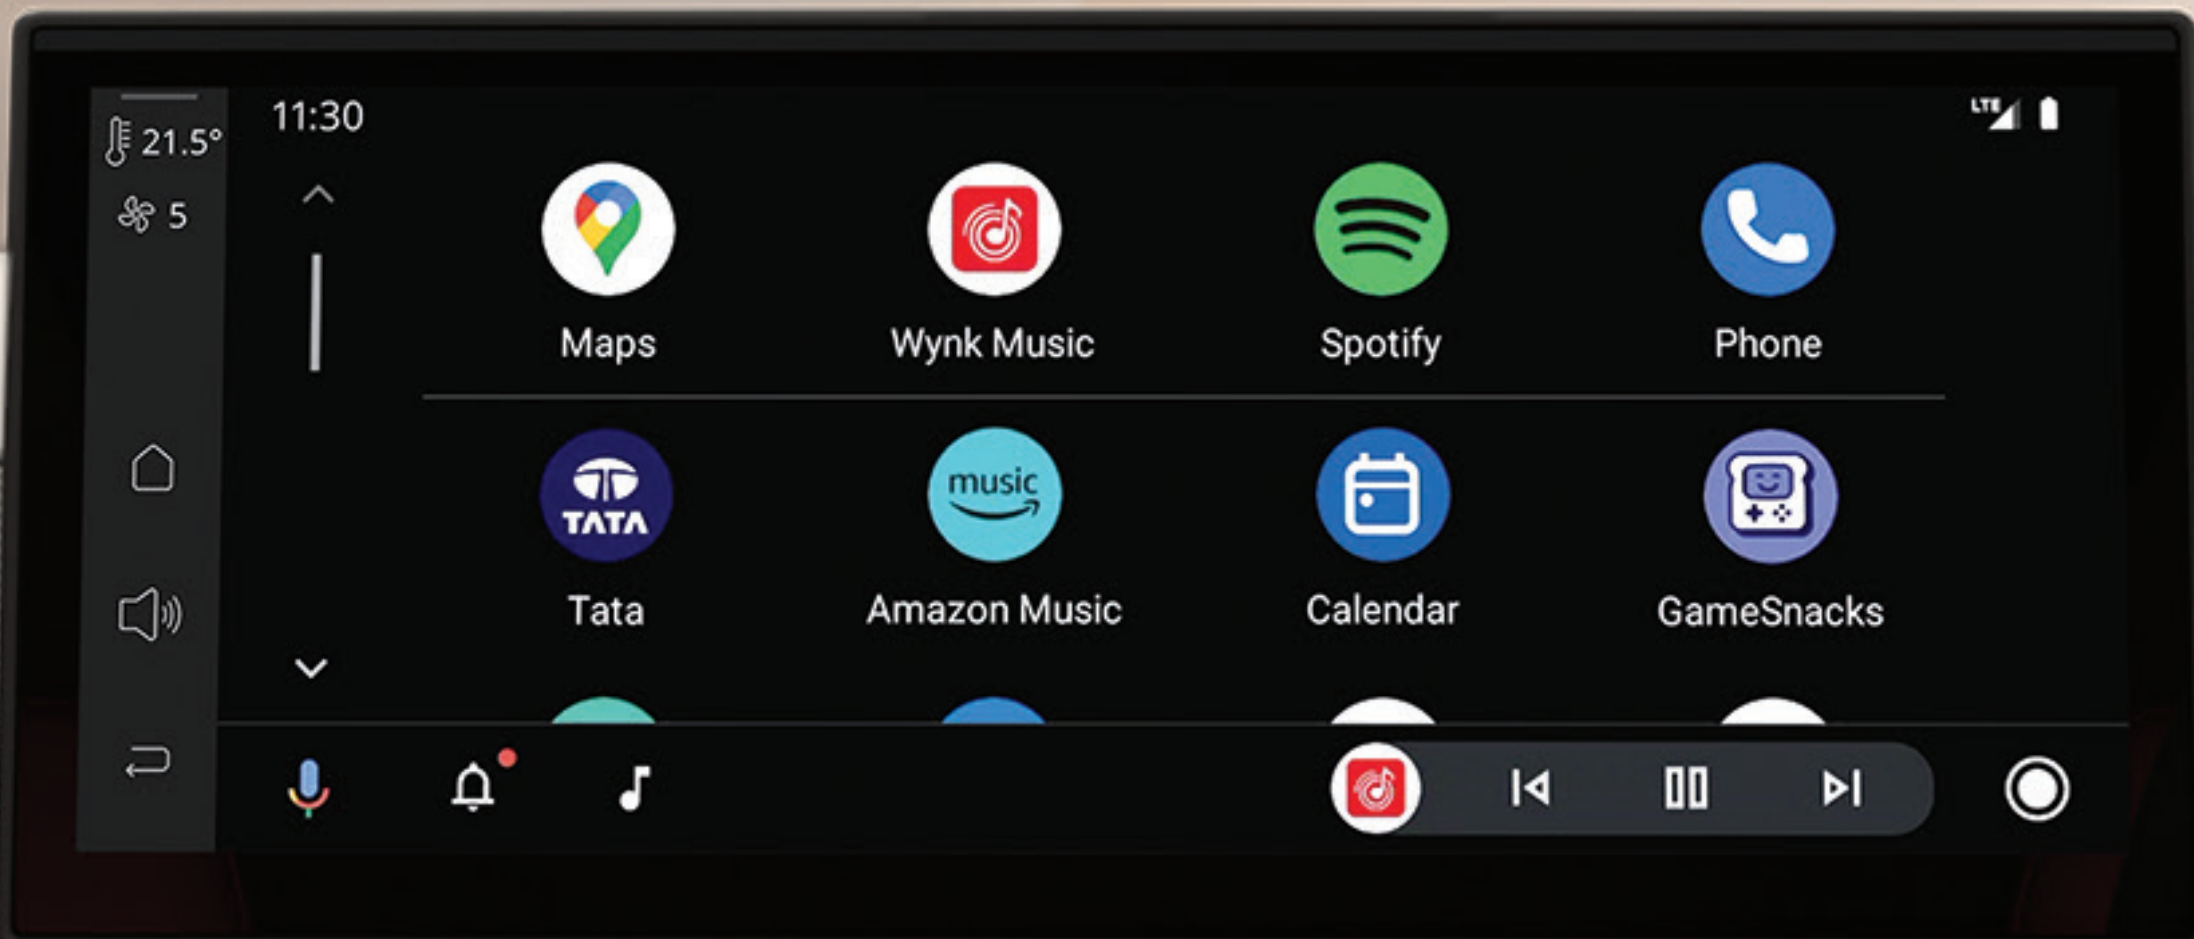 21.5°
5
11:30
LTE
Maps
Wynk Music
Spotify
Phone
TATA
Tata
music
Amazon Music
Calendar
GameSnacks